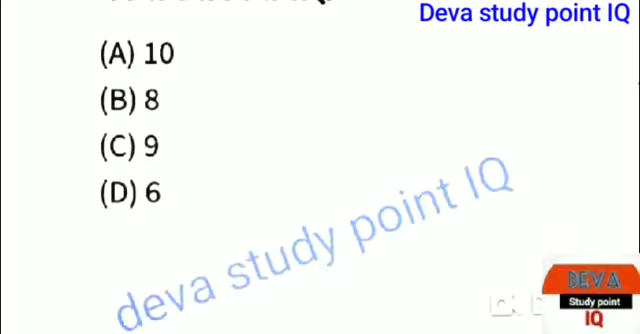 Deva study point IQ
(A) 10
(B) 8
(C) 9
(D) 6
deva study point IQ
DEVA
Study point
IQ